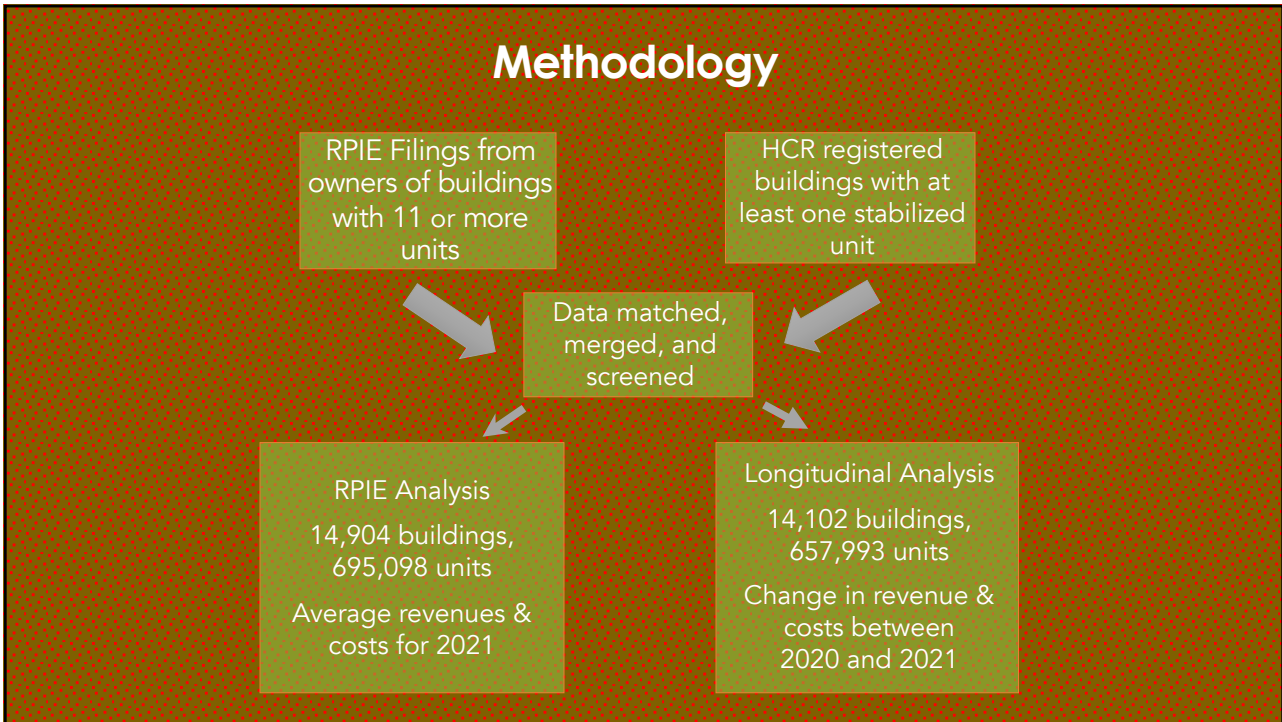 Methodology
RPIE Filings from
owners of buildings
with 11 or more
units
HCR registered
buildings with at
least one stabilized
unit
Data matched,
merged, and
screened
RPIE Analysis
14,904 buildings,
695,098 units
Average revenues &
costs for 2021
Longitudinal Analysis
14,102 buildings,
657,993 units
Change in revenue &
costs between
2020 and 2021